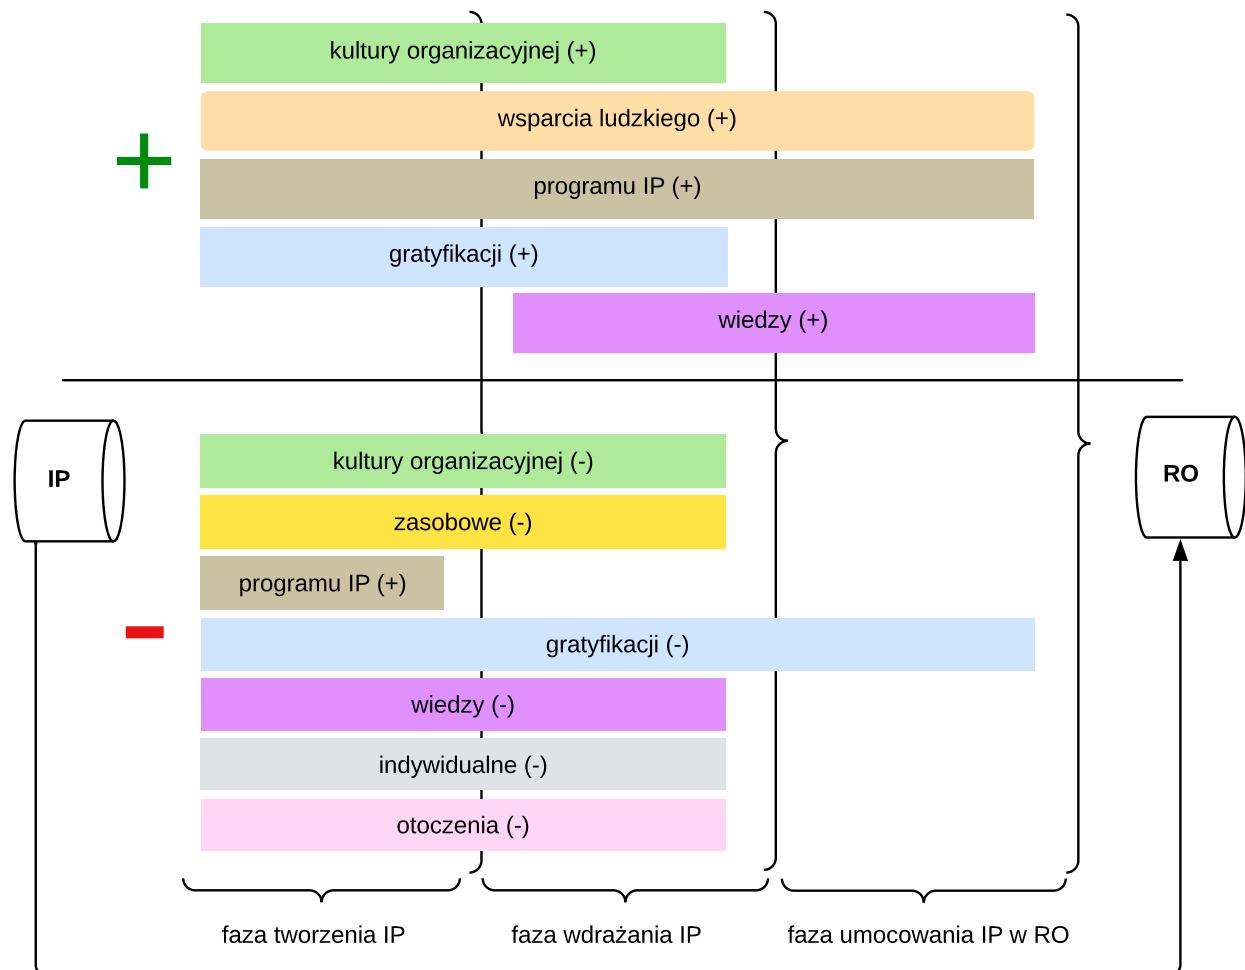 kultury organizacyjnej (+)
wsparcia ludzkiego (+)
programu IP (+)
gratyfikacji (+)
wiedzy (+)
IP
RO
kultury organizacyjnej (-)
zasobowe (-)
programu IP (+)
gratyfikacji (-)
wiedzy (-)
indywidualne (-)
otoczenia (-)
faza tworzenia IP
faza wdrażania IP
faza umocowania IP w RO